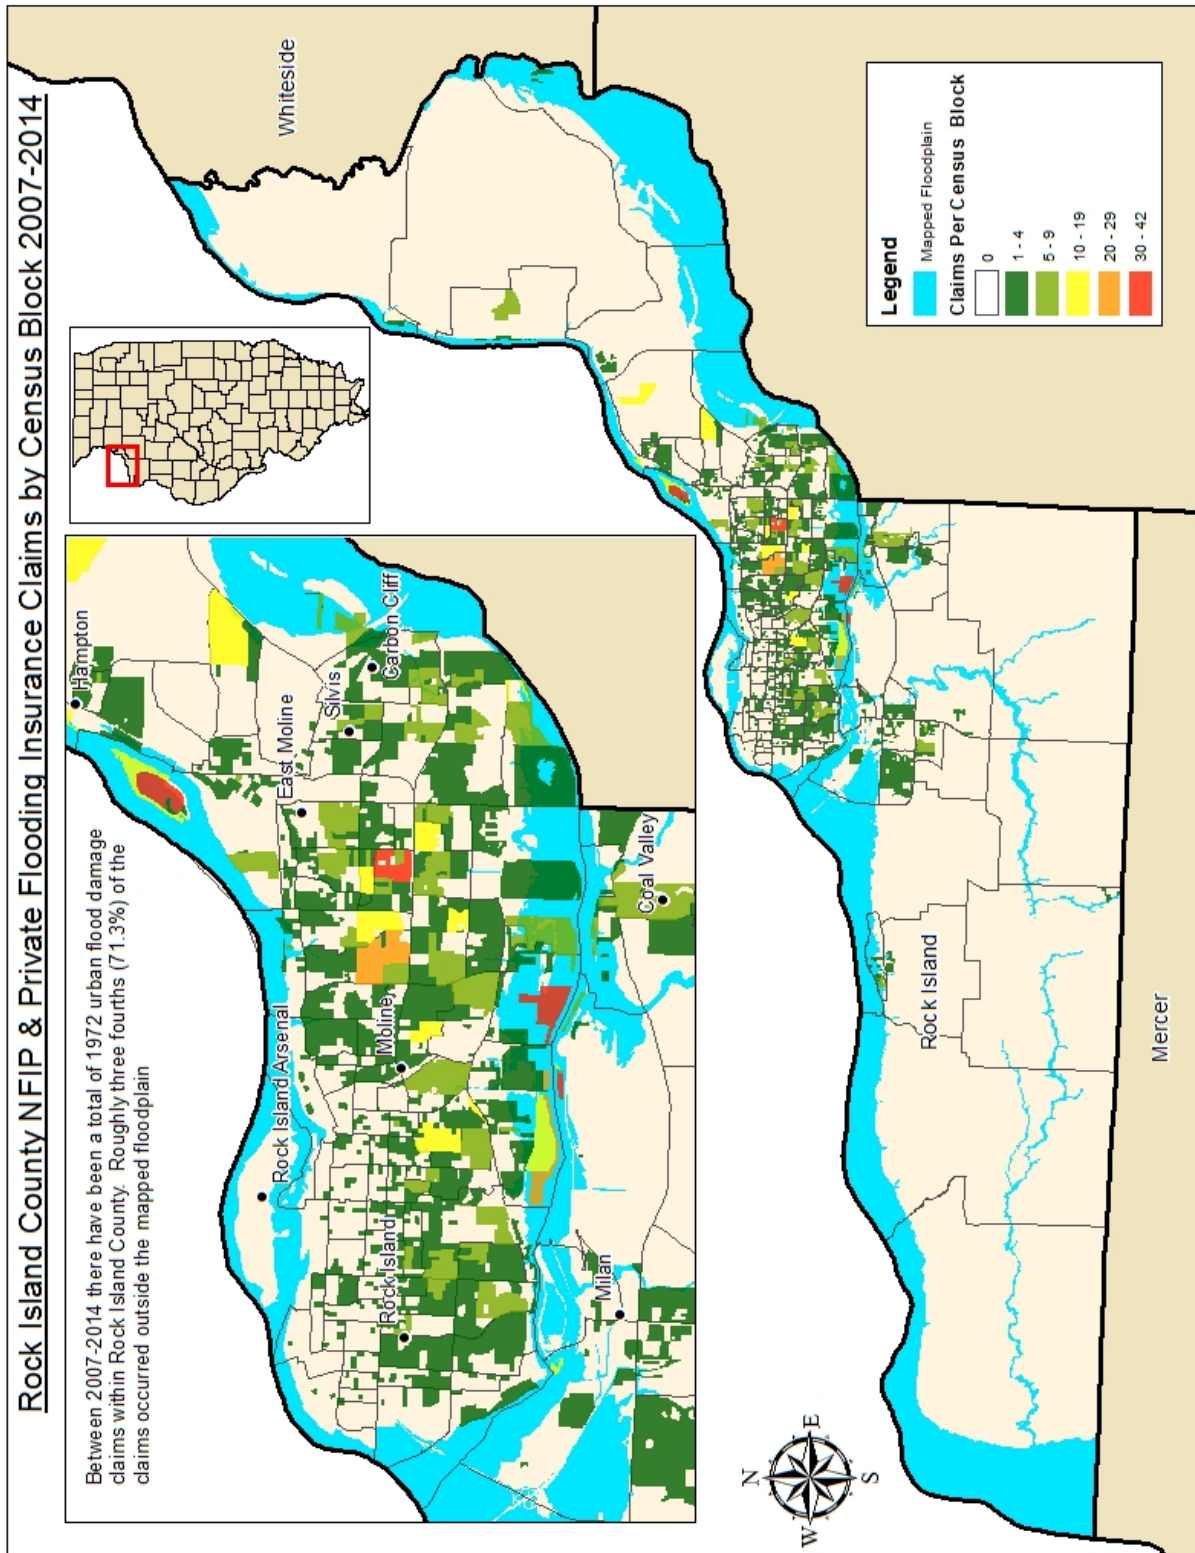 Rock Island County NFIP & Private Flooding Insurance Claims by Census Block 2007-2014
Between 2007-2014 there have been a total of 1972 urban flood damage
claims within Rock Island County. Roughly three fourths (71.3%) of the
claims occurred outside the mapped floodplain
Hampton
Rock Island Arsenal
East Moline
Silvis
Carbon Cliff
Moline
Rock Island
Milan
Coal Valley
Whiteside
Rock Island
Mercer
N
W
E
S
Legend
Mapped Floodplain
Claims Per Census Block
0
1 - 4
5 - 9
10 - 19
20 - 29
30 - 42